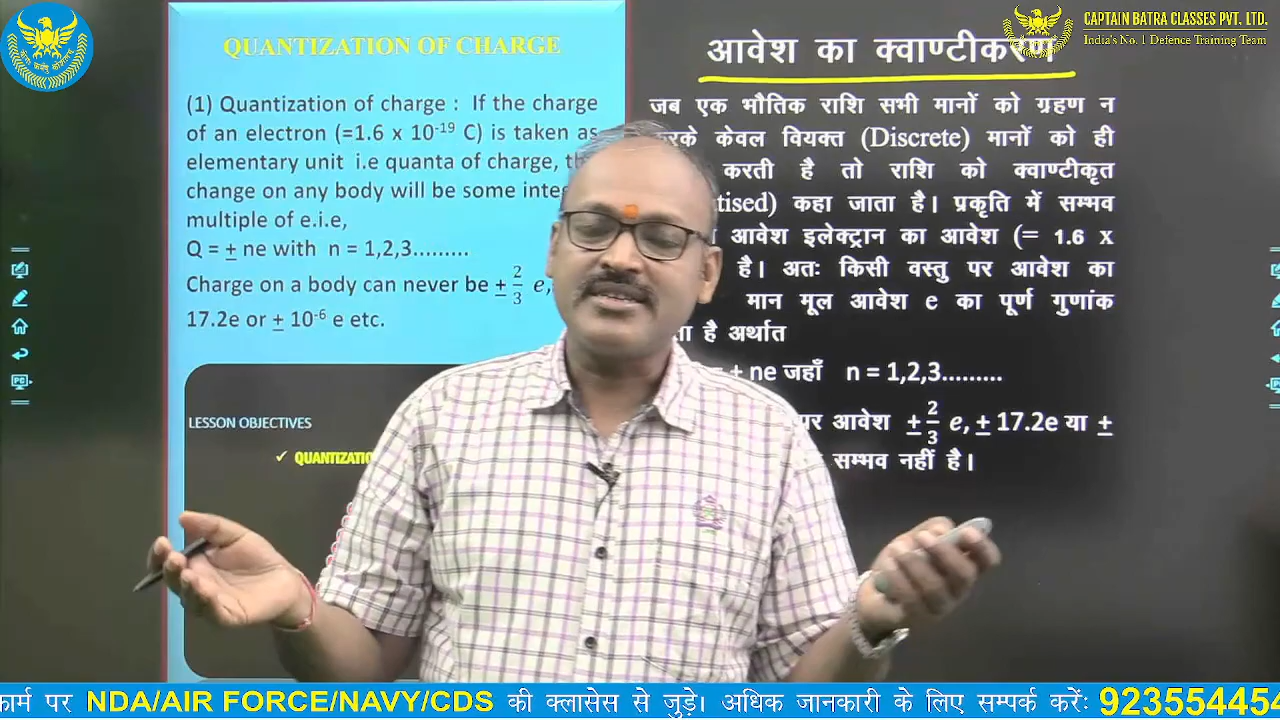 CAPTAIN BATRA CLASSES PVT. LTD.
India's No. 1 Defence Training Team
QUANTIZATION OF CHARGE
(1) Quantization of charge : If the charge
of an electron (=1.6 x 10⁻¹⁹ C) is taken as
elementary unit i.e quanta of charge,
change on any body will be some
multiple of e.i.e,
Q = ± ne with n = 1,2,3.........
Charge on a body can never be ± 2/3 e,
17.2e or ± 10⁻⁶ e etc.
LESSON OBJECTIVES
✓
आवेश का क्वाण्टीकरण
जब एक भौतिक राशि सभी मानों को ग्रहण न
केवल वियक्त (Discrete) मानों को ही
करती है तो राशि को क्वाण्टीकृत
कहा जाता है। प्रकृति में सम्भव
आवेश इलेक्ट्रान का आवेश (= 1.6 x
है। अतः किसी वस्तु पर आवेश का
मान मूल आवेश e का पूर्ण गुणांक
है अर्थात
± ne जहाँ n = 1,2,3.........
पर आवेश ± 2/3 e, ± 17.2e या ±
सम्भव नहीं है।
PC
पर NDA/AIR FORCE/NAVY/CDS की क्लासेस से जुड़े। अधिक जानकारी के लिए सम्पर्क करेंः 923554454